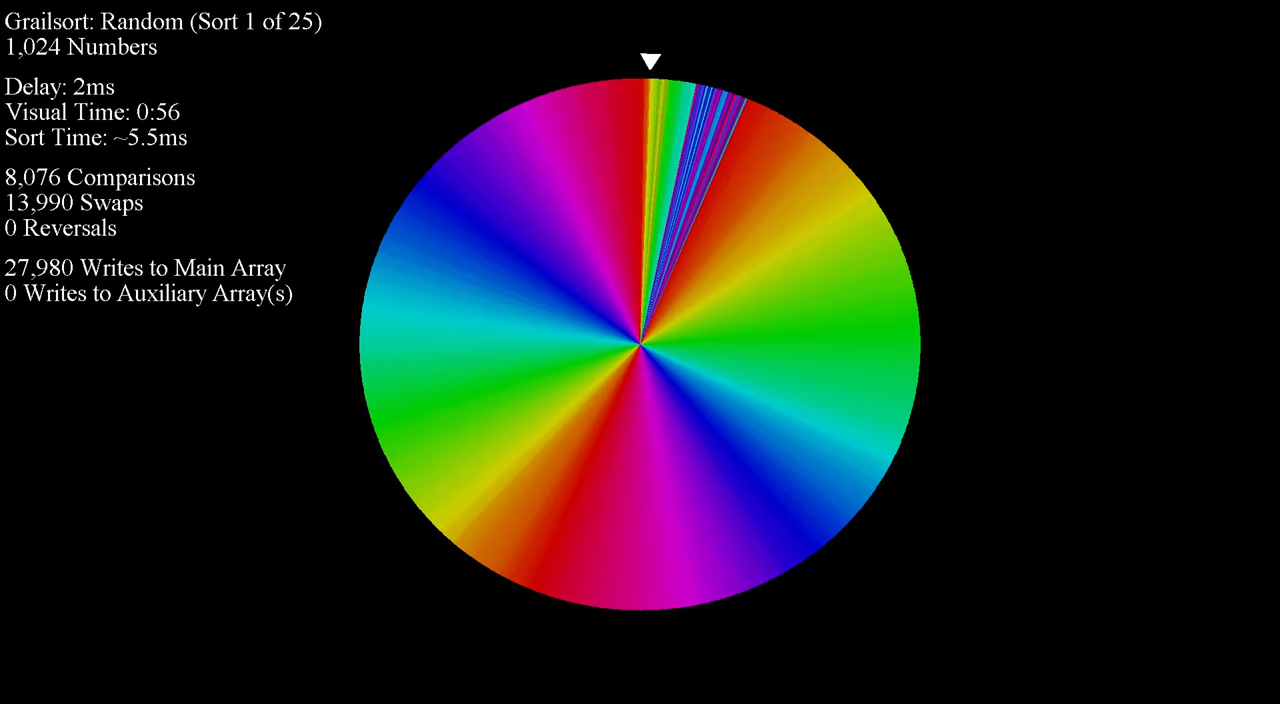 Grailsort: Random (Sort 1 of 25)
1,024 Numbers
Delay: 2ms
Visual Time: 0:56
Sort Time: ~5.5ms
8,076 Comparisons
13,990 Swaps
0 Reversals
27,980 Writes to Main Array
0 Writes to Auxiliary Array(s)